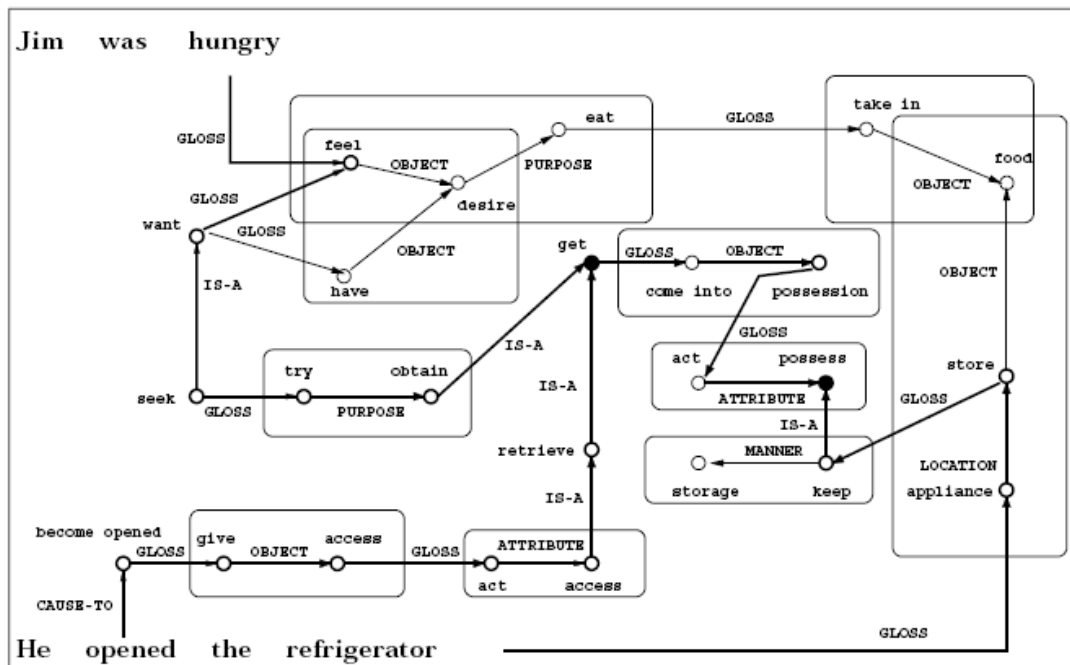 Jim was hungry
take in
eat GLOSS
GLOSS
feel food
OBJECT PURPOSE
OBJECT
GLOSS desire
want GLOSS
OBJECT get GLOSS OBJECT
OBJECT
IS-A have come into possession
GLOSS
IS-A act possess
try obtain store
IS-A
seek GLOSS PURPOSE ATTRIBUTE GLOSS
IS-A
retrieve MANNER
LOCATION
storage keep appliance
IS-A
become opened give access ATTRIBUTE
GLOSS OBJECT GLOSS
act access
CAUSE-TO
GLOSS
He opened the refrigerator